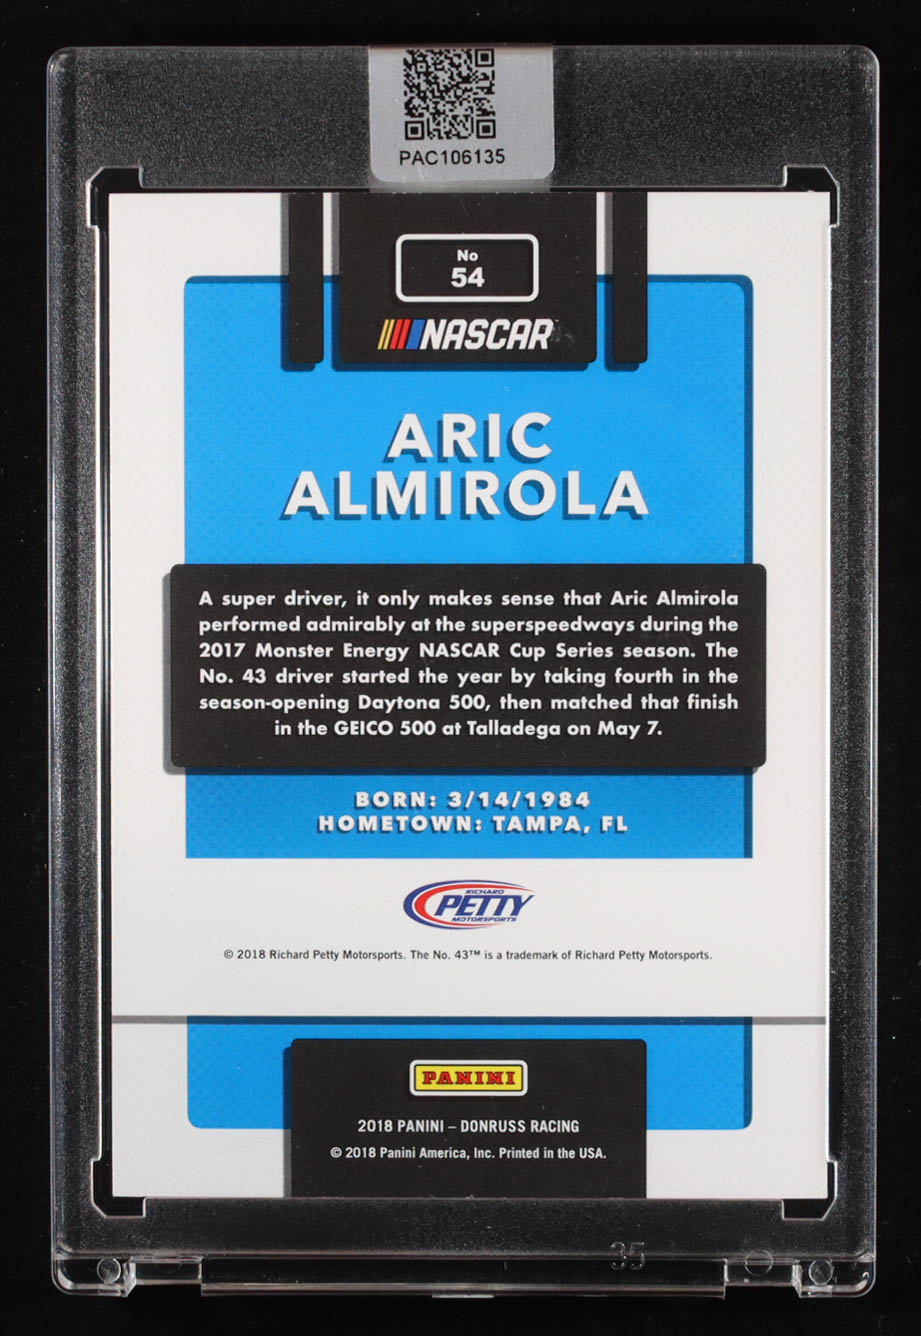 PAC106135
No
54
NASCAR
ARIC
ALMIROLA
A super driver, it only makes sense that Aric Almirola
performed admirably at the superspeedways during the
2017 Monster Energy NASCAR Cup Series season. The
No. 43 driver started the year by taking fourth in the
season-opening Daytona 500, then matched that finish
in the GEICO 500 at Talladega on May 7.
BORN: 3/14/1984
HOMETOWN: TAMPA, FL
RICHARD
PETTY
MOTORSPORTS
© 2018 Richard Petty Motorsports. The No. 43™ is a trademark of Richard Petty Motorsports.
PANINI
2018 PANINI – DONRUSS RACING
© 2018 Panini America, Inc. Printed in the USA.
35